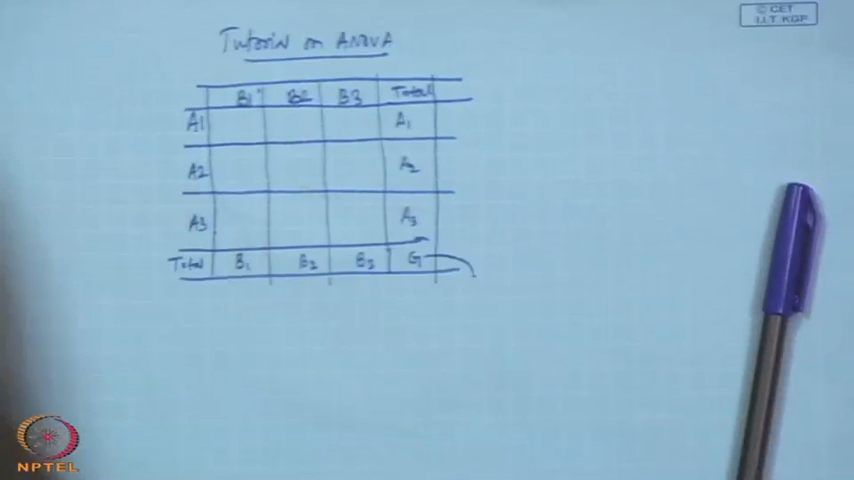 © CET
I.I.T. KGP
Tutorial on ANOVA
B1 B2 B3 Total
A1 A1
A2 A2
A3 A3
Total B1 B2 B3 G
NPTEL